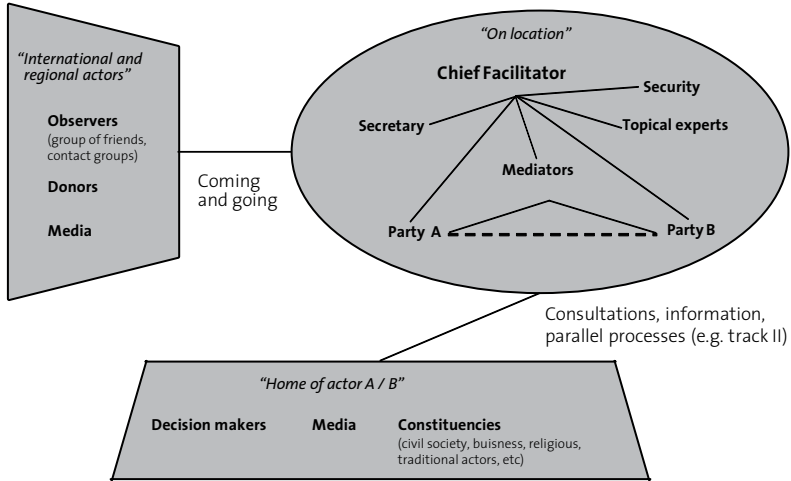 “International and
regional actors”
Observers
(group of friends,
contact groups)
Donors
Media
Coming
and going
“On location”
Chief Facilitator
Security
Secretary
Topical experts
Mediators
Party A
Party B
Consultations, information,
parallel processes (e.g. track II)
“Home of actor A / B”
Decision makers
Media
Constituencies
(civil society, buisness, religious,
traditional actors, etc)